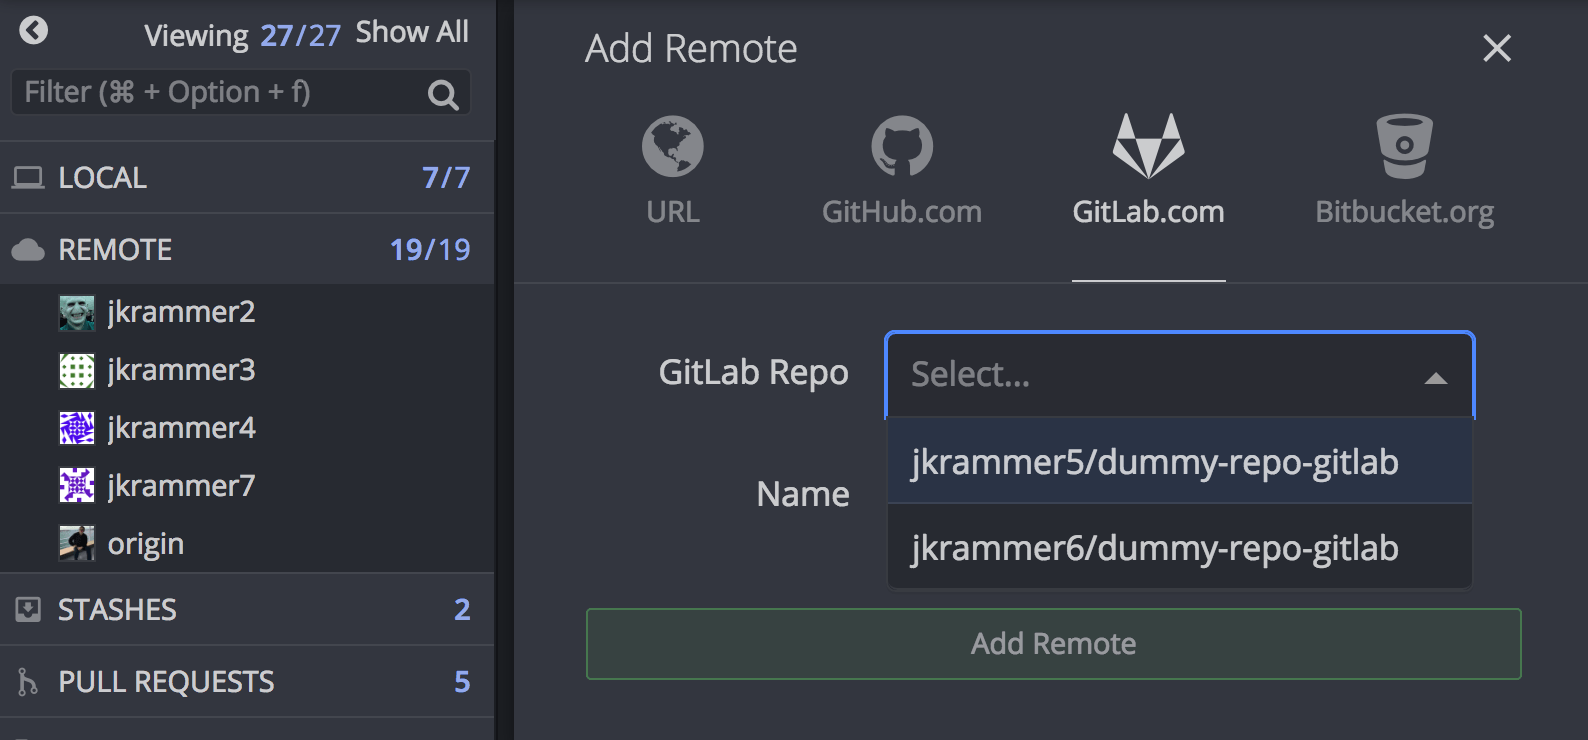 Viewing 27/27 Show All
Filter (⌘ + Option + f)
LOCAL 7/7
REMOTE 19/19
jkrammer2
jkrammer3
jkrammer4
jkrammer7
origin
STASHES 2
PULL REQUESTS 5
Add Remote
URL
GitHub.com
GitLab.com
Bitbucket.org
GitLab Repo
Select...
jkrammer5/dummy-repo-gitlab
Name
jkrammer6/dummy-repo-gitlab
Add Remote